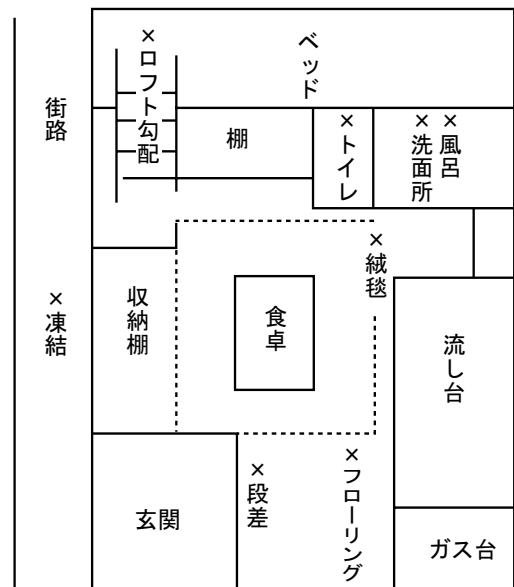 ベッド
×ロフト勾配
街路
棚
×トイレ
×風呂
×洗面所
×絨毯
収納棚
×凍結
食卓
流し台
玄関
×段差
×フローリング
ガス台